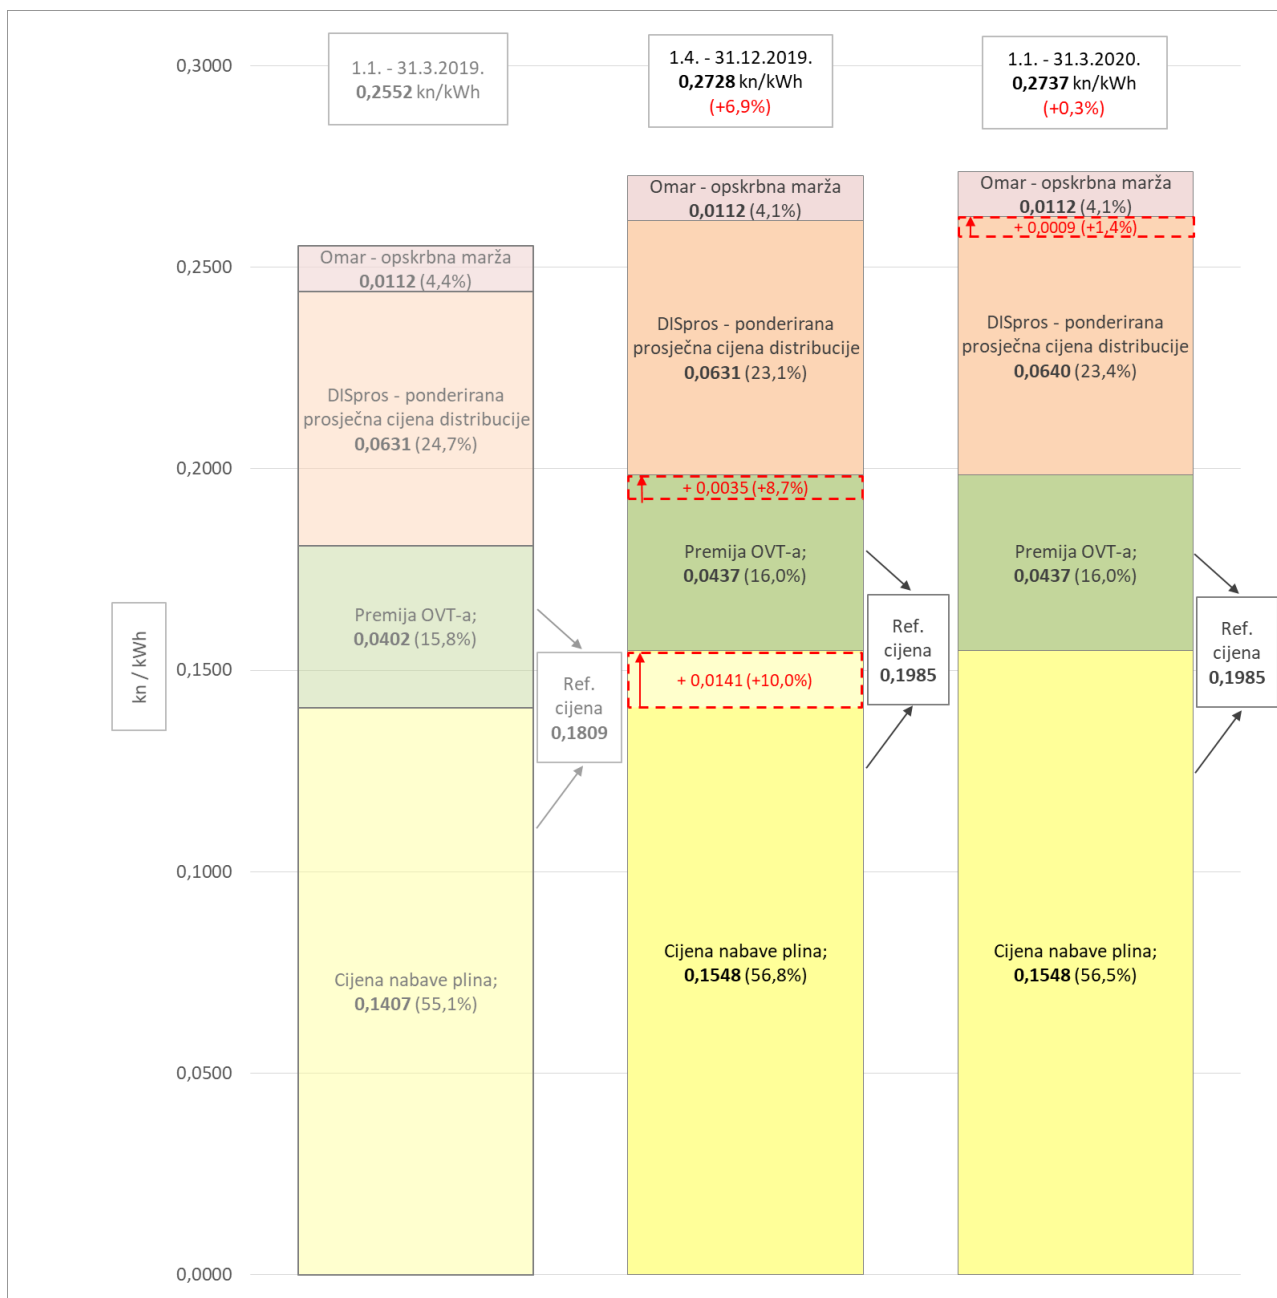 0,3000
0,2500
0,2000
0,1500
0,1000
0,0500
0,0000
kn / kWh
1.1. - 31.3.2019.
0,2552 kn/kWh
Omar - opskrbna marža
0,0112 (4,4%)
DISpros - ponderirana
prosječna cijena distribucije
0,0631 (24,7%)
Premija OVT-a;
0,0402 (15,8%)
Cijena nabave plina;
0,1407 (55,1%)
Ref.
cijena
0,1809
1.4. - 31.12.2019.
0,2728 kn/kWh
(+6,9%)
Omar - opskrbna marža
0,0112 (4,1%)
DISpros - ponderirana
prosječna cijena distribucije
0,0631 (23,1%)
+ 0,0035 (+8,7%)
Premija OVT-a;
0,0437 (16,0%)
+ 0,0141 (+10,0%)
Cijena nabave plina;
0,1548 (56,8%)
Ref.
cijena
0,1985
1.1. - 31.3.2020.
0,2737 kn/kWh
(+0,3%)
Omar - opskrbna marža
0,0112 (4,1%)
+ 0,0009 (+1,4%)
DISpros - ponderirana
prosječna cijena distribucije
0,0640 (23,4%)
Premija OVT-a;
0,0437 (16,0%)
Cijena nabave plina;
0,1548 (56,5%)
Ref.
cijena
0,1985